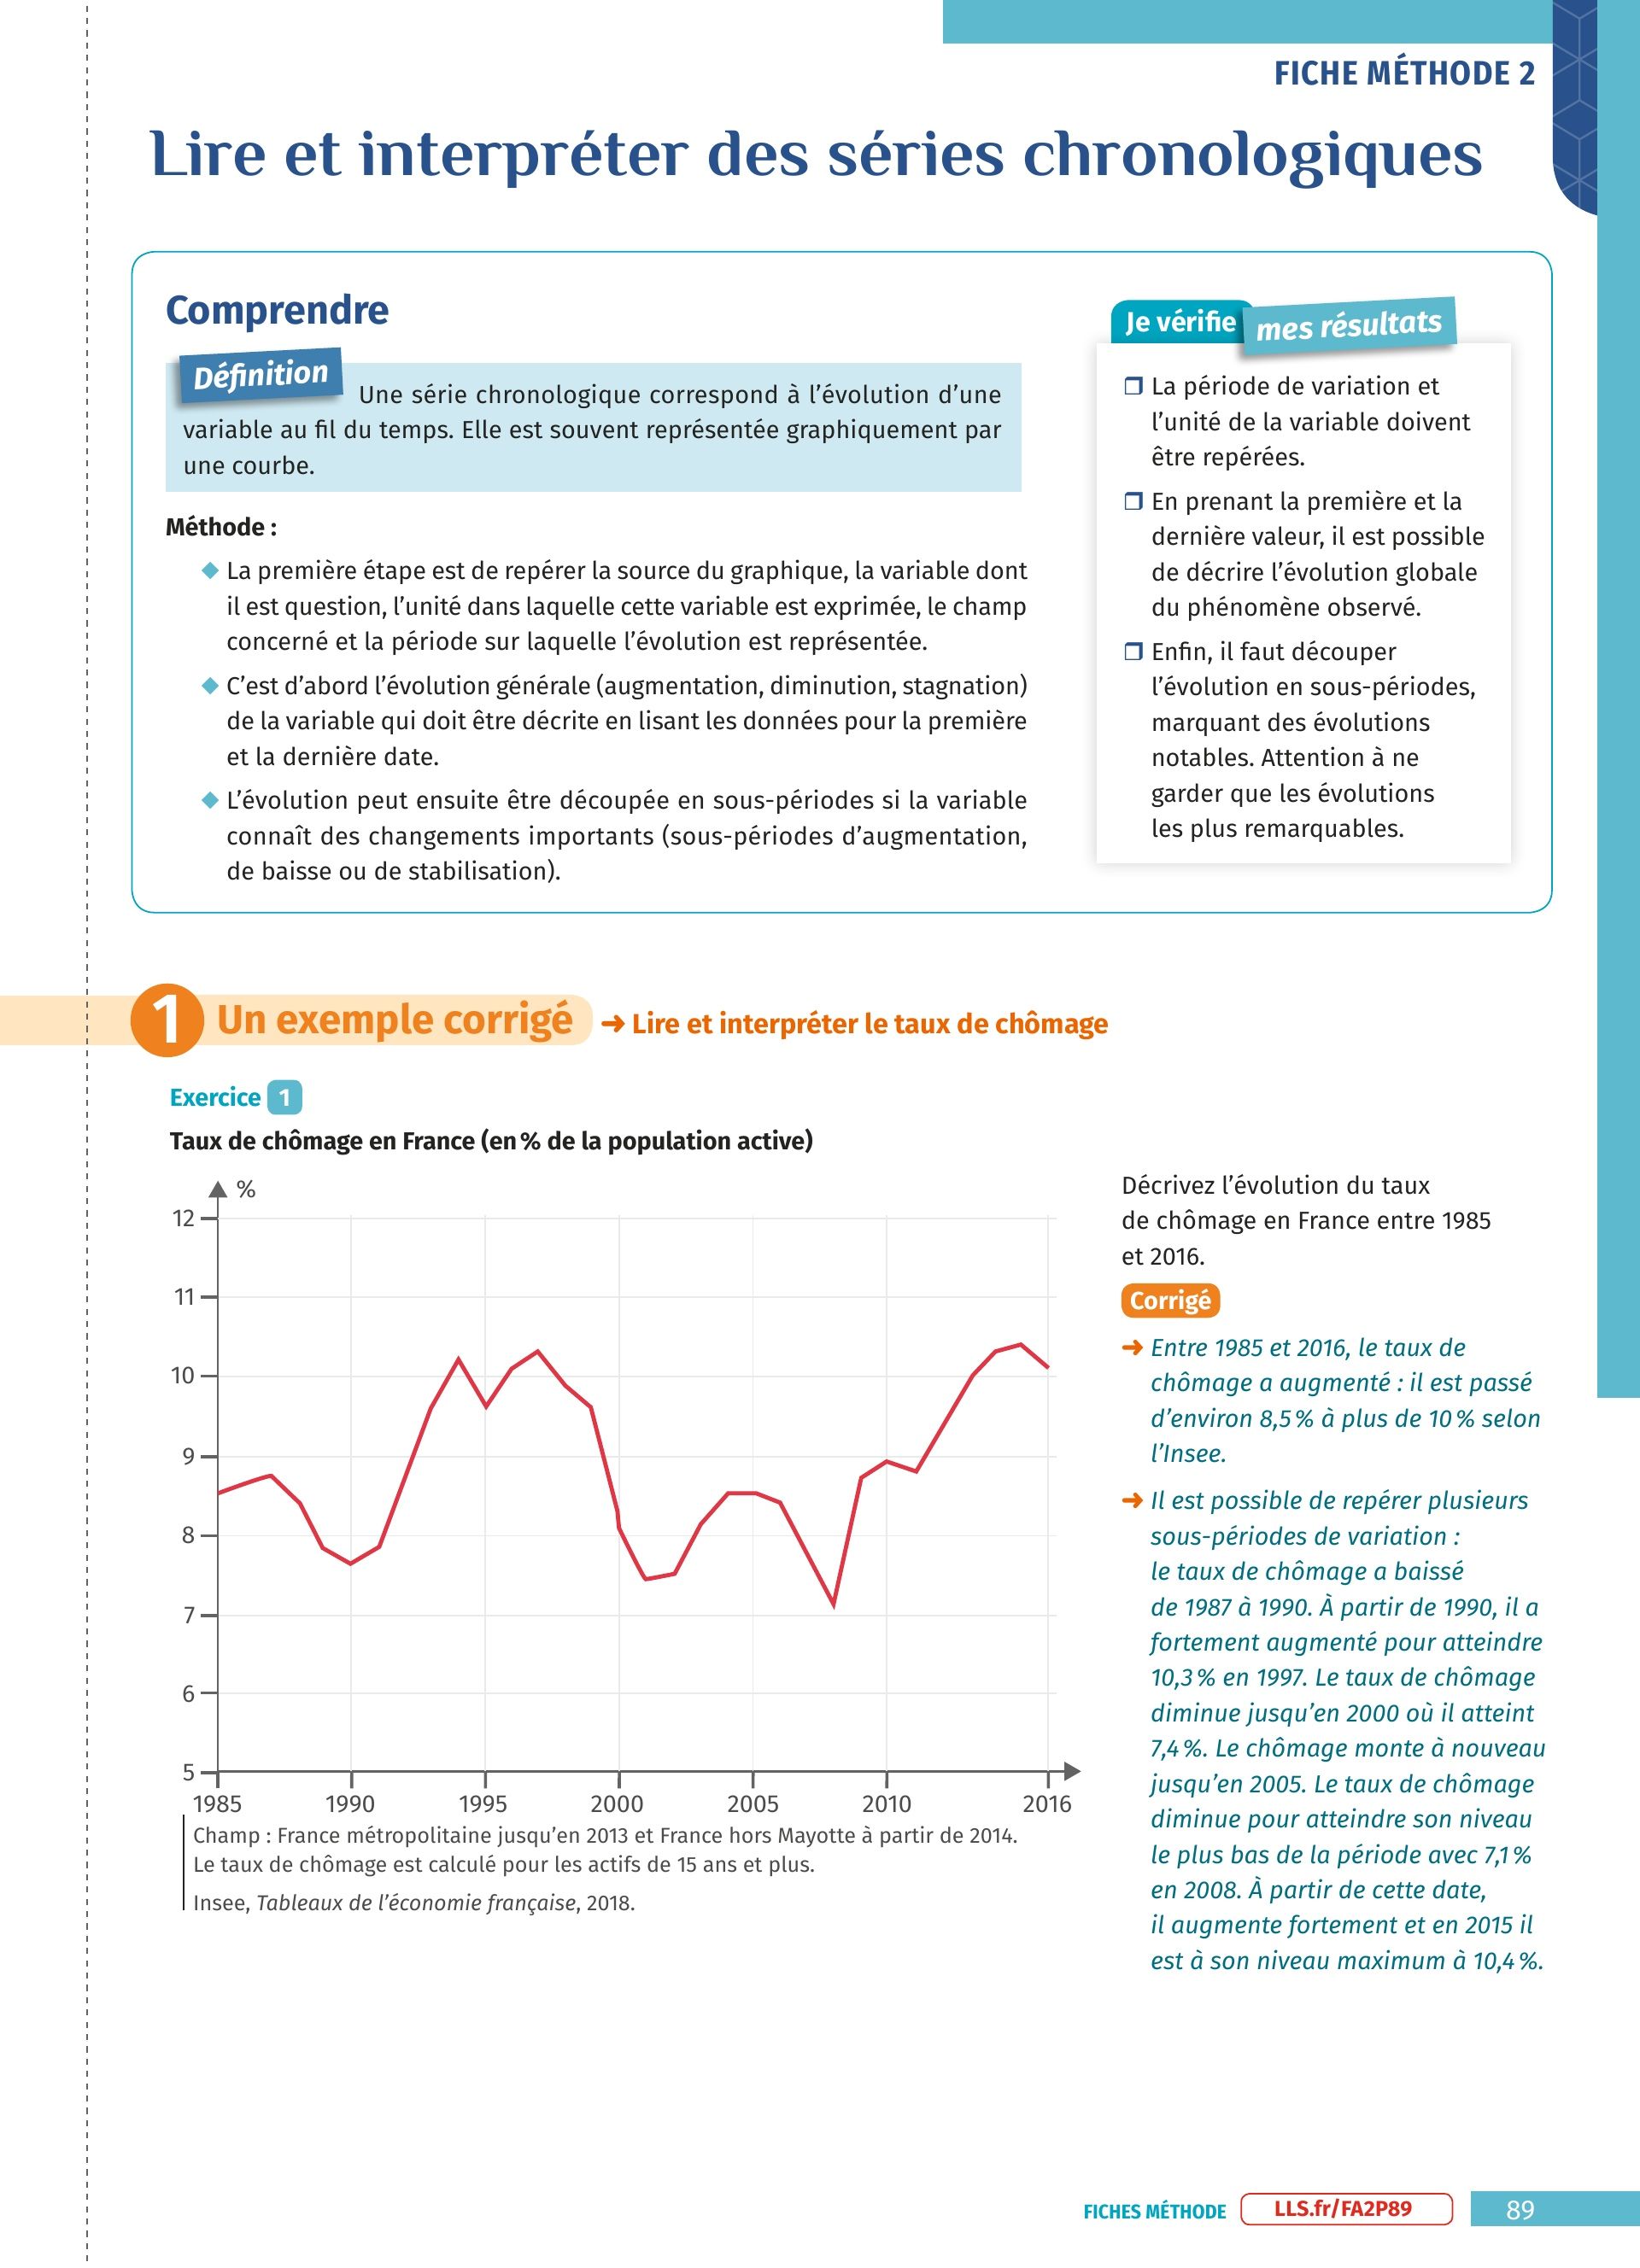 FICHE MÉTHODE 2
Lire et interpréter des séries chronologiques
Comprendre
Définition
Une série chronologique correspond à l’évolution d’une
variable au fil du temps. Elle est souvent représentée graphiquement par
une courbe.
Méthode :
◆ La première étape est de repérer la source du graphique, la variable dont
il est question, l’unité dans laquelle cette variable est exprimée, le champ
concerné et la période sur laquelle l’évolution est représentée.
◆ C’est d’abord l’évolution générale (augmentation, diminution, stagnation)
de la variable qui doit être décrite en lisant les données pour la première
et la dernière date.
◆ L’évolution peut ensuite être découpée en sous-périodes si la variable
connaît des changements importants (sous-périodes d’augmentation,
de baisse ou de stabilisation).
Je vérifie mes résultats
❒ La période de variation et
l’unité de la variable doivent
être repérées.
❒ En prenant la première et la
dernière valeur, il est possible
de décrire l’évolution globale
du phénomène observé.
❒ Enfin, il faut découper
l’évolution en sous-périodes,
marquant des évolutions
notables. Attention à ne
garder que les évolutions
les plus remarquables.
1 Un exemple corrigé ➜ Lire et interpréter le taux de chômage
Exercice 1
Taux de chômage en France (en % de la population active)
%
12
11
10
9
8
7
6
5
1985 1990 1995 2000 2005 2010 2016
Champ : France métropolitaine jusqu’en 2013 et France hors Mayotte à partir de 2014.
Le taux de chômage est calculé pour les actifs de 15 ans et plus.
Insee, Tableaux de l’économie française, 2018.
Décrivez l’évolution du taux
de chômage en France entre 1985
et 2016.
Corrigé
➜ Entre 1985 et 2016, le taux de
chômage a augmenté : il est passé
d’environ 8,5 % à plus de 10 % selon
l’Insee.
➜ Il est possible de repérer plusieurs
sous-périodes de variation :
le taux de chômage a baissé
de 1987 à 1990. À partir de 1990, il a
fortement augmenté pour atteindre
10,3 % en 1997. Le taux de chômage
diminue jusqu’en 2000 où il atteint
7,4 %. Le chômage monte à nouveau
jusqu’en 2005. Le taux de chômage
diminue pour atteindre son niveau
le plus bas de la période avec 7,1 %
en 2008. À partir de cette date,
il augmente fortement et en 2015 il
est à son niveau maximum à 10,4 %.
FICHES MÉTHODE LLS.fr/FA2P89 89